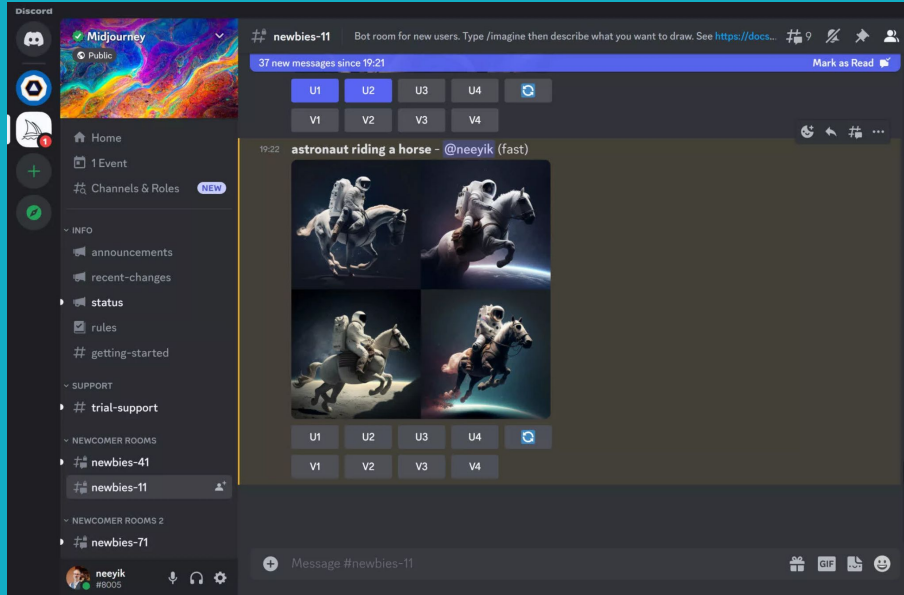 Discord
Midjourney
Public
1
Home
1 Event
Channels & Roles NEW
INFO
announcements
recent-changes
status
rules
getting-started
SUPPORT
trial-support
NEWCOMER ROOMS
newbies-41
newbies-11
NEWCOMER ROOMS 2
newbies-71
neeyik
#8005
newbies-11 Bot room for new users. Type /imagine then describe what you want to draw. See https://docs... 9
37 new messages since 19:21 Mark as Read
U1 U2 U3 U4
V1 V2 V3 V4
19:22 astronaut riding a horse - @neeyik (fast)
U1 U2 U3 U4
V1 V2 V3 V4
Message #newbies-11 GIF